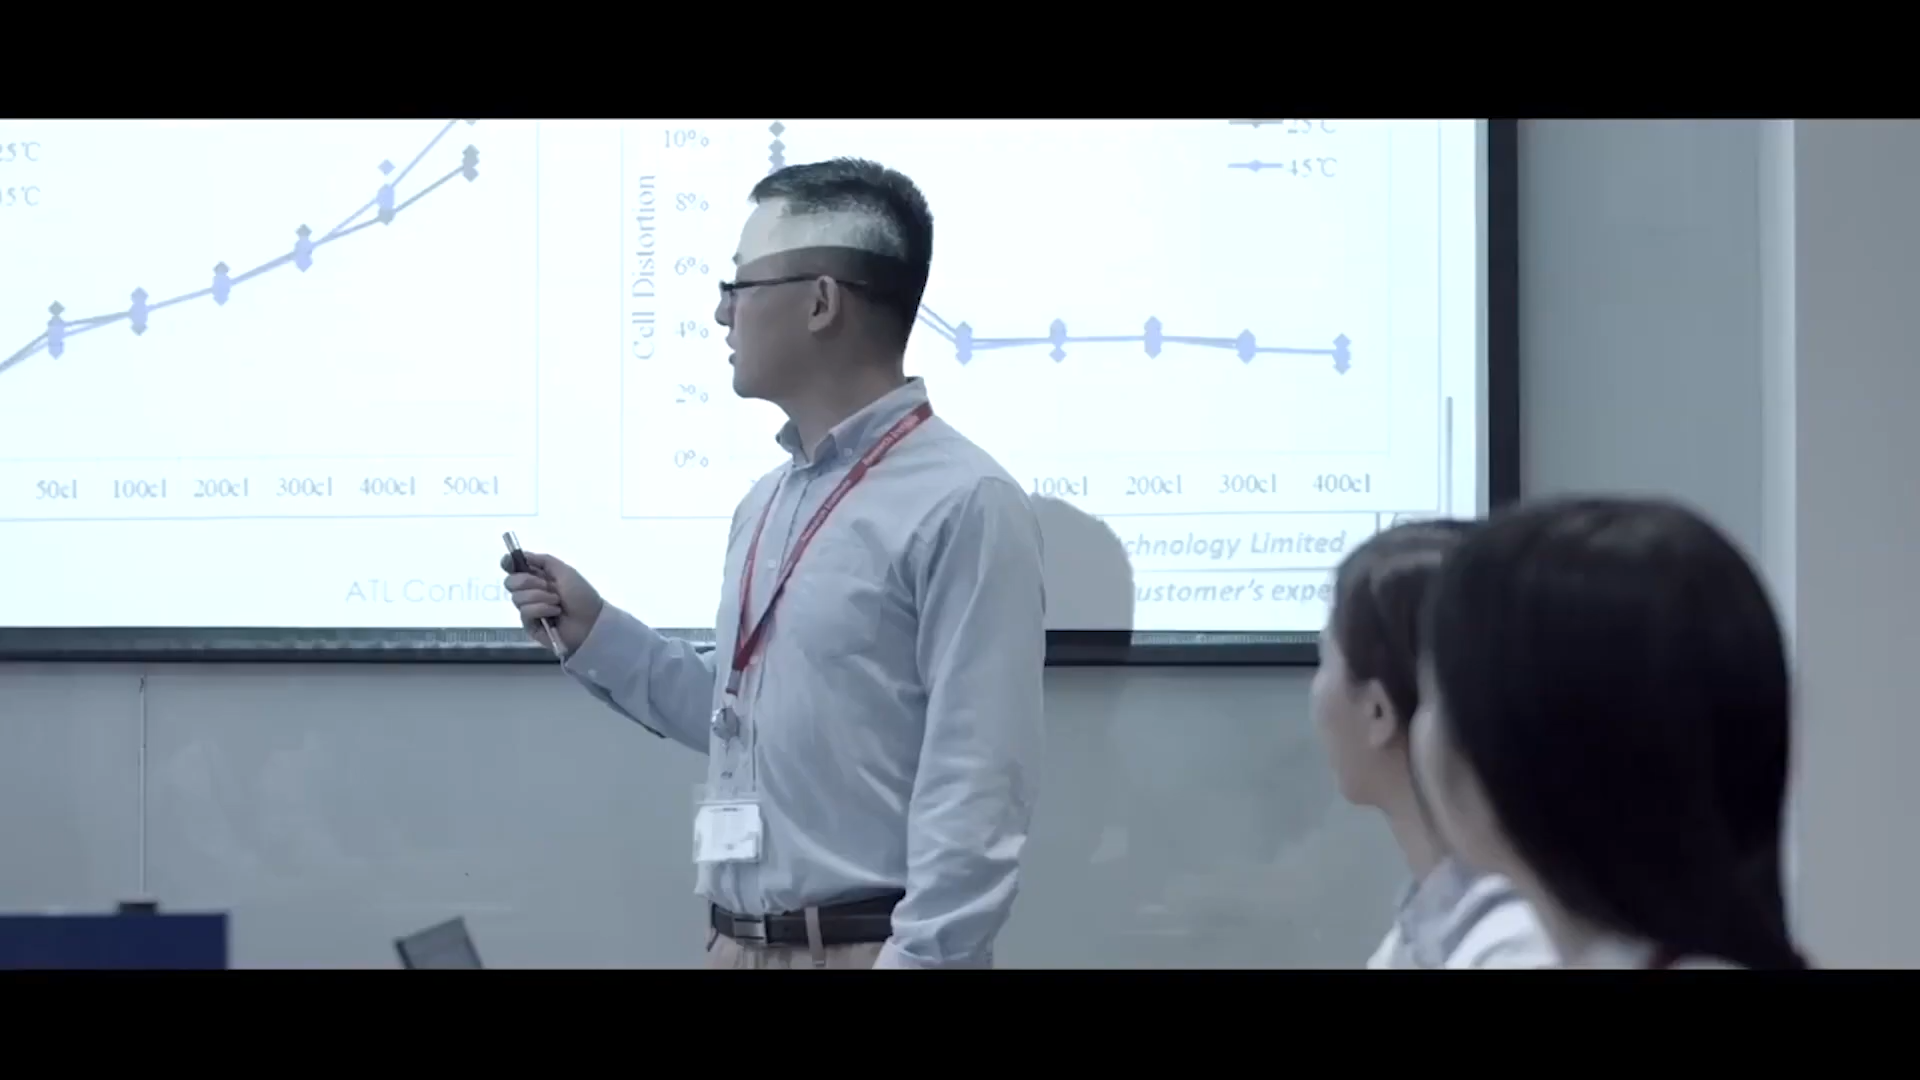 25℃
45℃
50cl 100cl 200cl 300cl 400cl 500cl
10%
8%
6%
4%
2%
0%
Cell Distortion
25℃
45℃
100cl 200cl 300cl 400cl
chnology Limited
ATL Confid
ustomer's expe